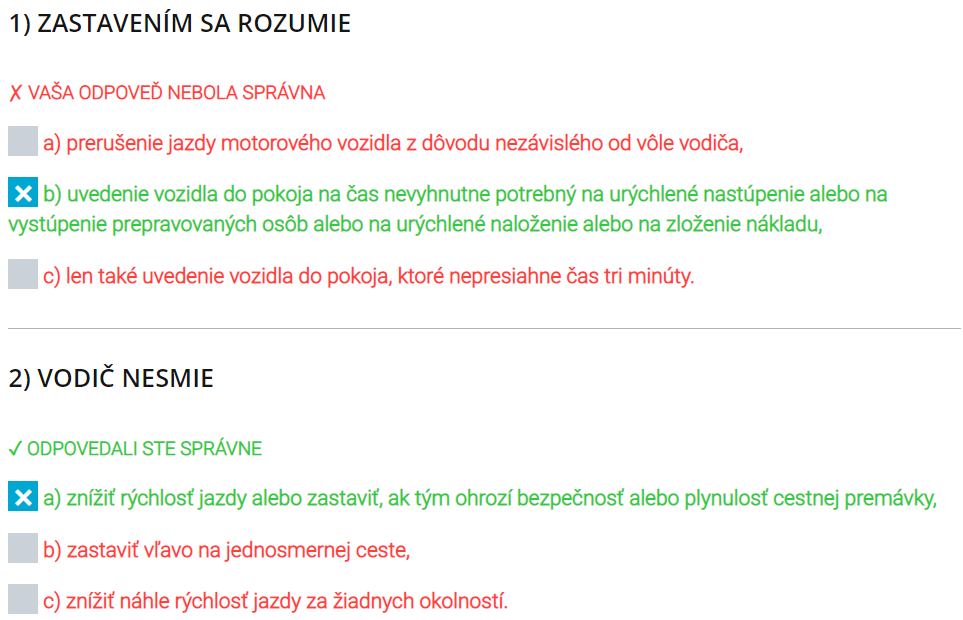 1) ZASTAVENÍM SA ROZUMIE
✗ VAŠA ODPOVEĎ NEBOLA SPRÁVNA
a) prerušenie jazdy motorového vozidla z dôvodu nezávislého od vôle vodiča,
b) uvedenie vozidla do pokoja na čas nevyhnutne potrebný na urýchlené nastúpenie alebo na
vystúpenie prepravovaných osôb alebo na urýchlené naloženie alebo na zloženie nákladu,
c) len také uvedenie vozidla do pokoja, ktoré nepresiahne čas tri minúty.
2) VODIČ NESMIE
✓ ODPOVEDALI STE SPRÁVNE
a) znížiť rýchlosť jazdy alebo zastaviť, ak tým ohrozí bezpečnosť alebo plynulosť cestnej premávky,
b) zastaviť vľavo na jednosmernej ceste,
c) znížiť náhle rýchlosť jazdy za žiadnych okolností.